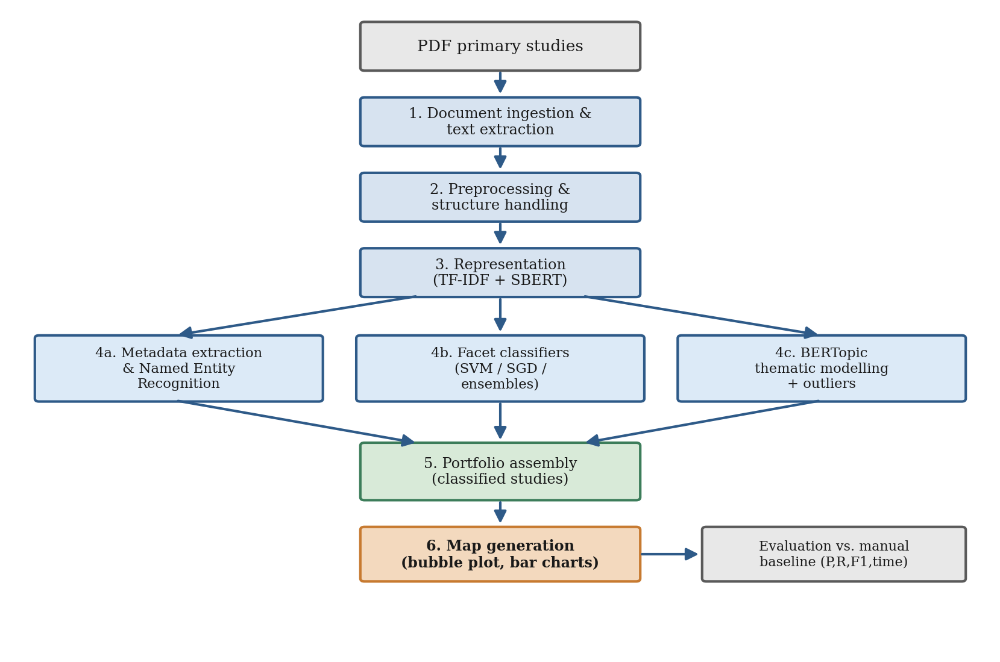 PDF primary studies
1. Document ingestion &
text extraction
2. Preprocessing &
structure handling
3. Representation
(TF-IDF + SBERT)
4a. Metadata extraction
& Named Entity
Recognition
4b. Facet classifiers
(SVM / SGD /
ensembles)
4c. BERTopic
thematic modelling
+ outliers
5. Portfolio assembly
(classified studies)
6. Map generation
(bubble plot, bar charts)
Evaluation vs. manual
baseline (P,R,F1,time)